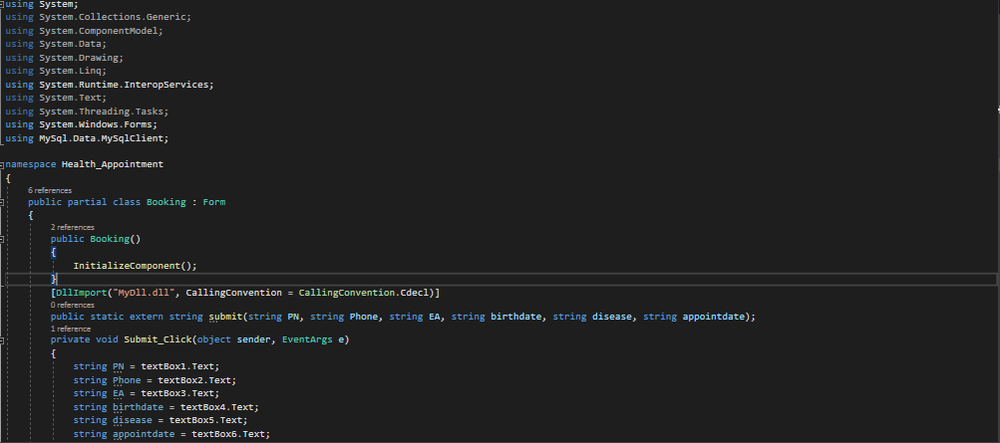 using System;
using System.Collections.Generic;
using System.ComponentModel;
using System.Data;
using System.Drawing;
using System.Linq;
using System.Runtime.InteropServices;
using System.Text;
using System.Threading.Tasks;
using System.Windows.Forms;
using MySql.Data.MySqlClient;
namespace Health_Appointment
{
6 references
public partial class Booking : Form
{
2 references
public Booking()
{
InitializeComponent();
}
[DllImport("MyDll.dll", CallingConvention = CallingConvention.Cdecl)]
0 references
public static extern string submit(string PN, string Phone, string EA, string birthdate, string disease, string appointdate);
1 reference
private void Submit_Click(object sender, EventArgs e)
{
string PN = textBox1.Text;
string Phone = textBox2.Text;
string EA = textBox3.Text;
string birthdate = textBox4.Text;
string disease = textBox5.Text;
string appointdate = textBox6.Text;